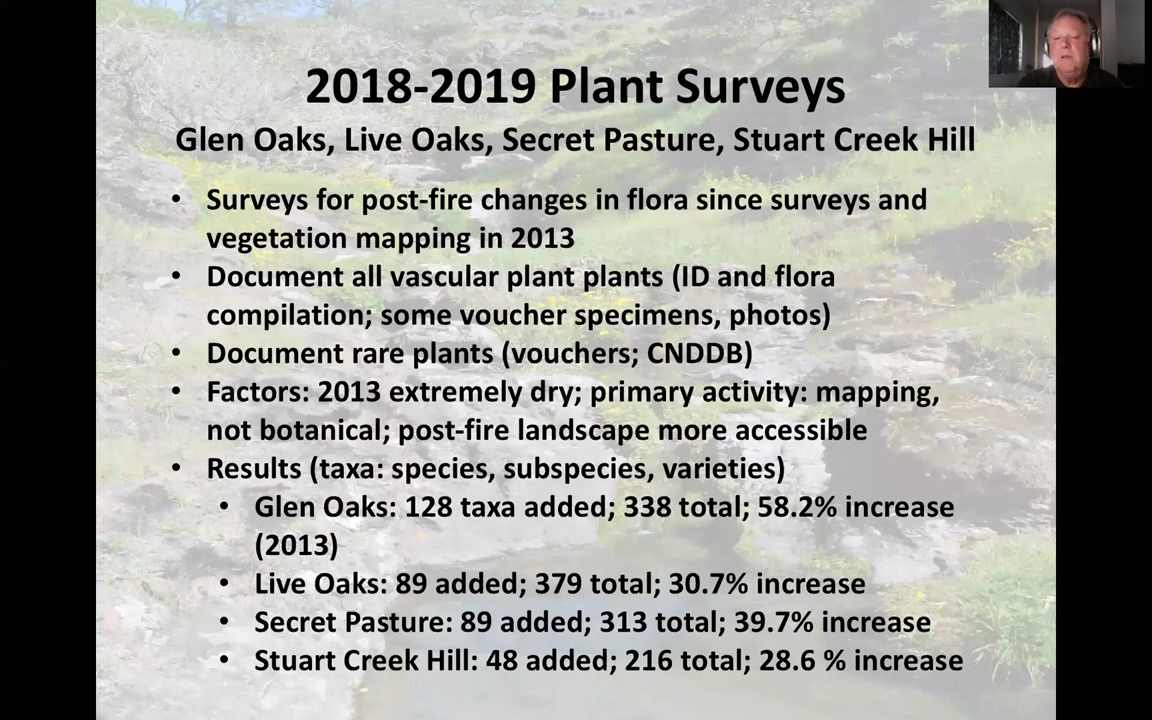 2018-2019 Plant Surveys
Glen Oaks, Live Oaks, Secret Pasture, Stuart Creek Hill
• Surveys for post-fire changes in flora since surveys and
vegetation mapping in 2013
• Document all vascular plant plants (ID and flora
compilation; some voucher specimens, photos)
• Document rare plants (vouchers; CNDDB)
• Factors: 2013 extremely dry; primary activity: mapping,
not botanical; post-fire landscape more accessible
• Results (taxa: species, subspecies, varieties)
• Glen Oaks: 128 taxa added; 338 total; 58.2% increase
(2013)
• Live Oaks: 89 added; 379 total; 30.7% increase
• Secret Pasture: 89 added; 313 total; 39.7% increase
• Stuart Creek Hill: 48 added; 216 total; 28.6 % increase